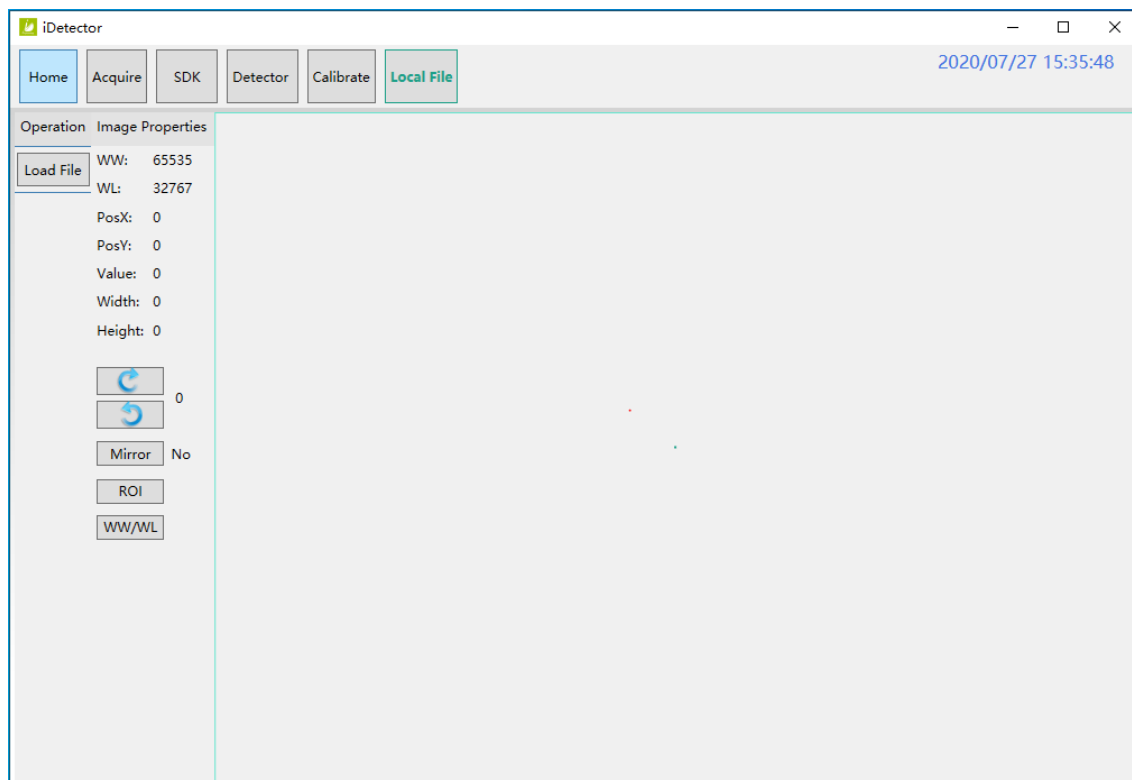 iDetector
2020/07/27 15:35:48
Home Acquire SDK Detector Calibrate Local File
Operation Image Properties
Load File
WW: 65535
WL: 32767
PosX: 0
PosY: 0
Value: 0
Width: 0
Height: 0
0
Mirror No
ROI
WW/WL